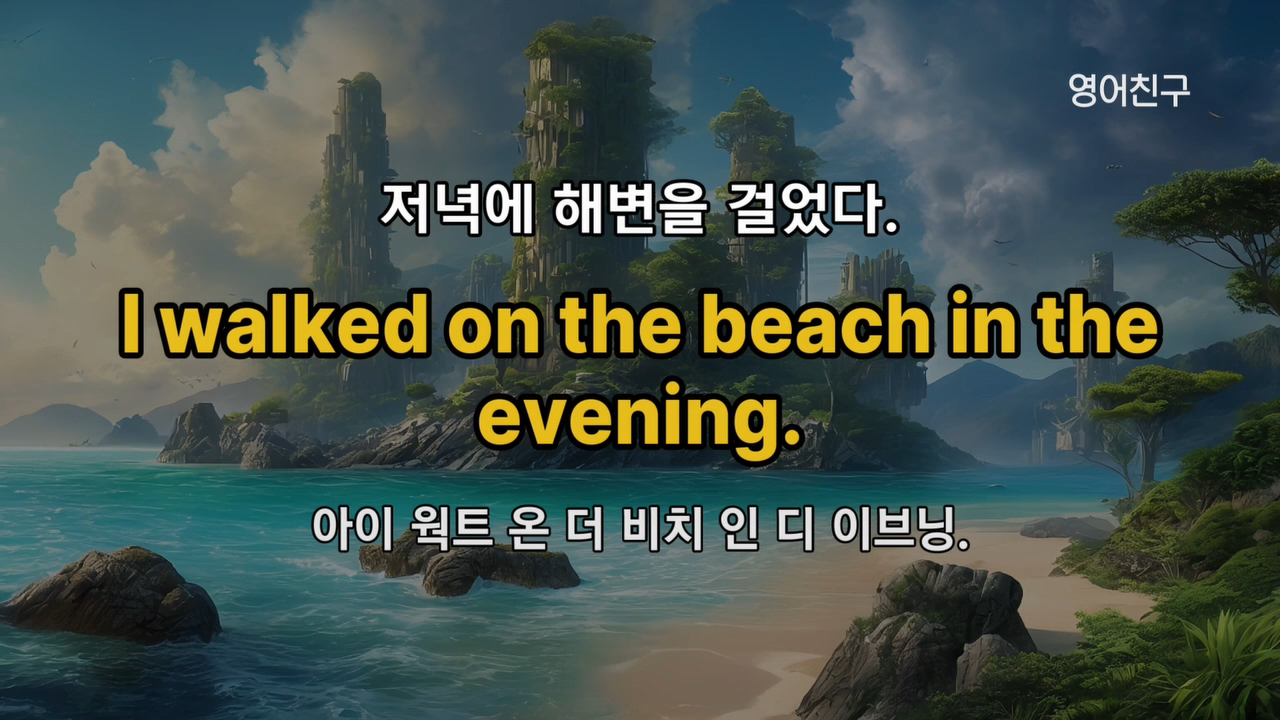 영어친구
저녁에 해변을 걸었다.
I walked on the beach in the
evening.
아이 웍트 온 더 비치 인 디 이브닝.